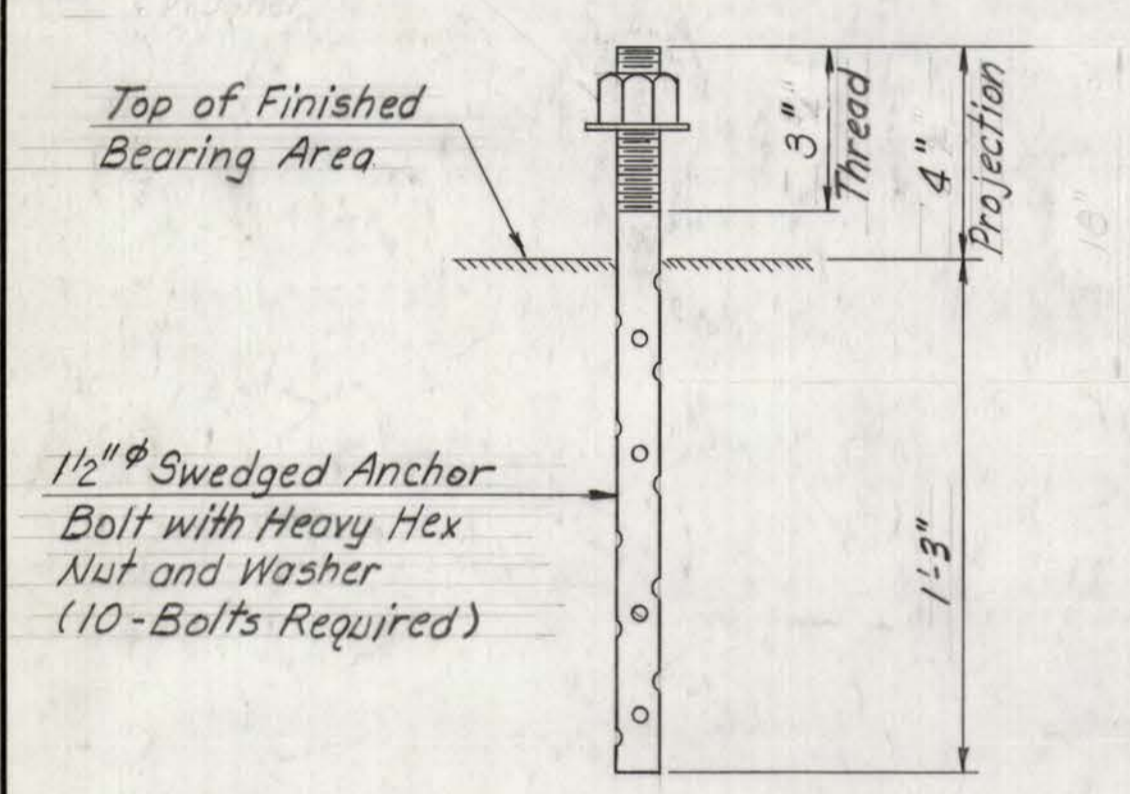 Top of Finished
Bearing Area
3"
Thread
4"
Projection
18"
1½"ϕ Swedged Anchor
Bolt with Heavy Hex
Nut and Washer
(10-Bolts Required)
1'-3"